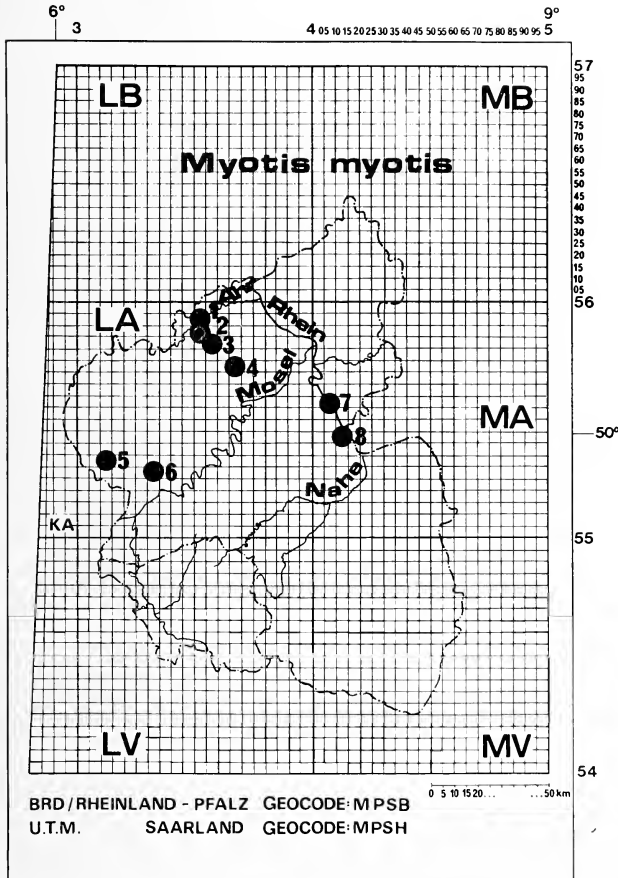 6° 9°
3 4 05 10 15 20 25 30 35 40 45 50 55 60 65 70 75 80 85 90 95 5
57
LB MB
95
90
85
80
75
70
65
60
55
50
45
40
35
30
25
20
15
10
05
Myotis myotis
56
1 Ahr
LA 2 Rhein
3
4
Mosel
7 MA
8 50°
5 6
Nahe
KA
55
LV MV
54
0 5 10 15 20... ...50 km
BRD/RHEINLAND - PFALZ GEOCODE: MPSB
U.T.M. SAARLAND GEOCODE: MPSH